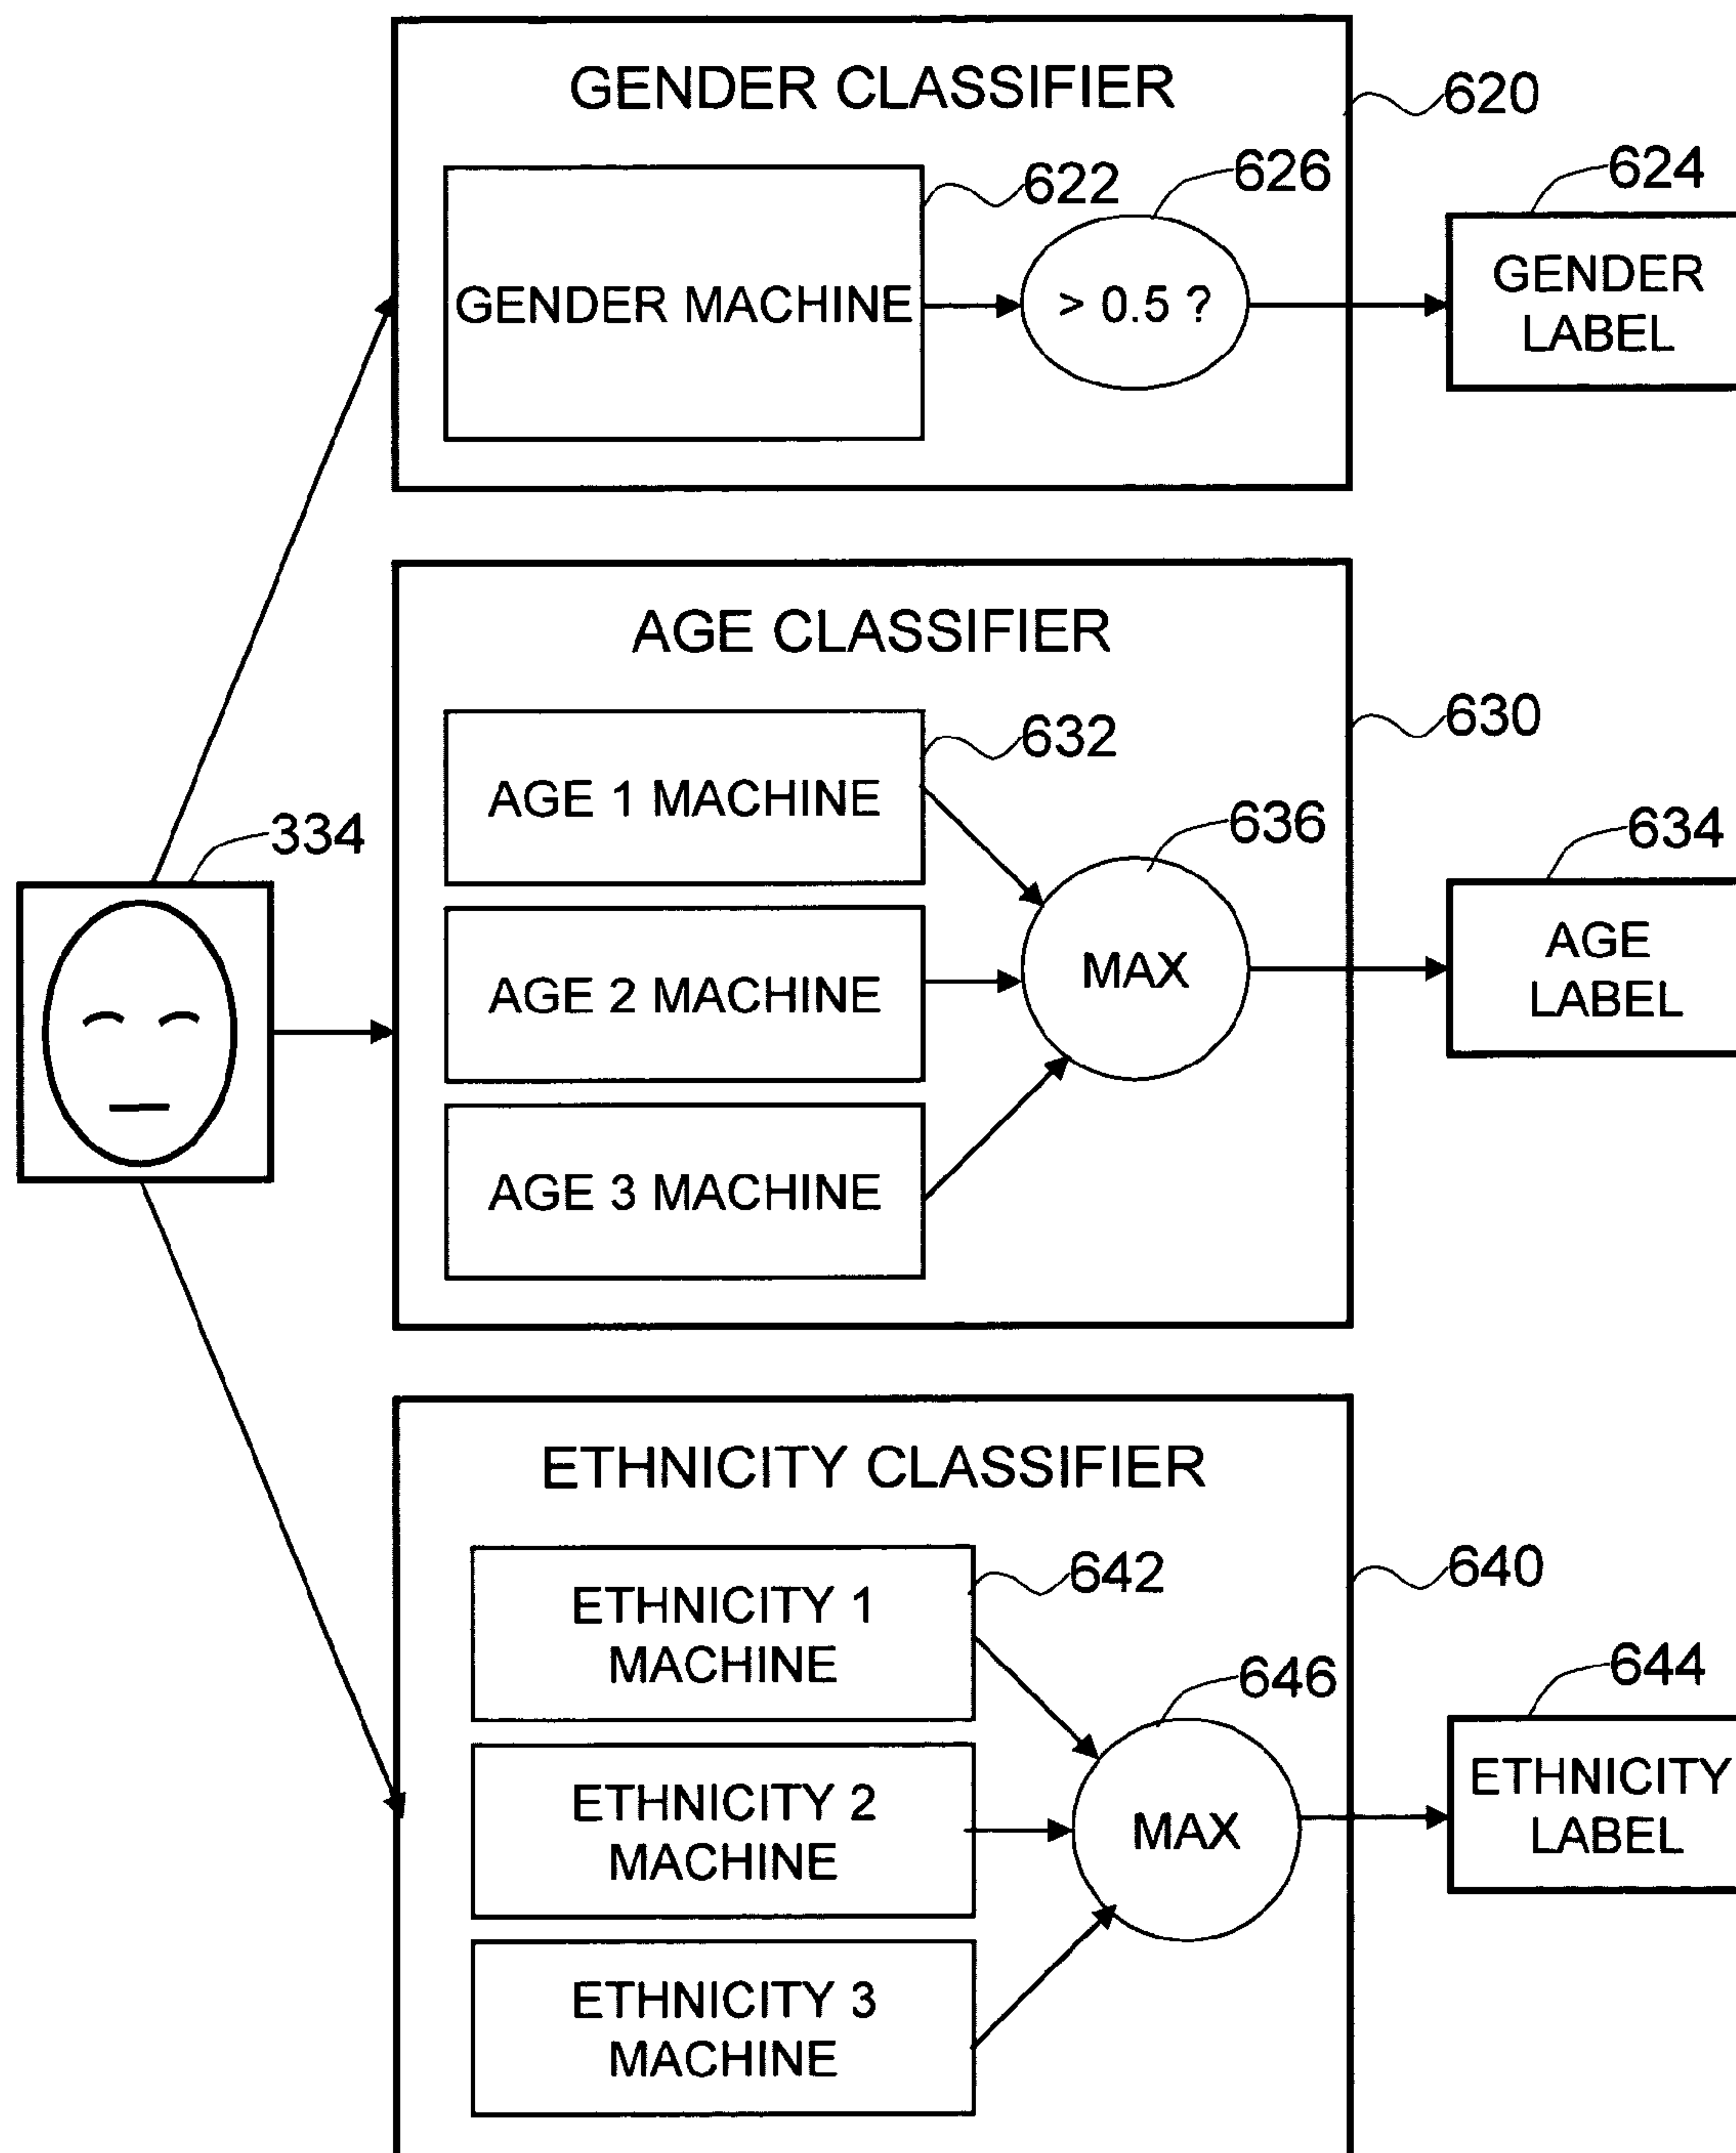 GENDER CLASSIFIER
620
622
626
624
GENDER MACHINE
> 0.5 ?
GENDER
LABEL
AGE CLASSIFIER
630
632
AGE 1 MACHINE
636
634
334
AGE 2 MACHINE
MAX
AGE
LABEL
AGE 3 MACHINE
ETHNICITY CLASSIFIER
640
642
ETHNICITY 1
MACHINE
646
644
ETHNICITY 2
MACHINE
MAX
ETHNICITY
LABEL
ETHNICITY 3
MACHINE